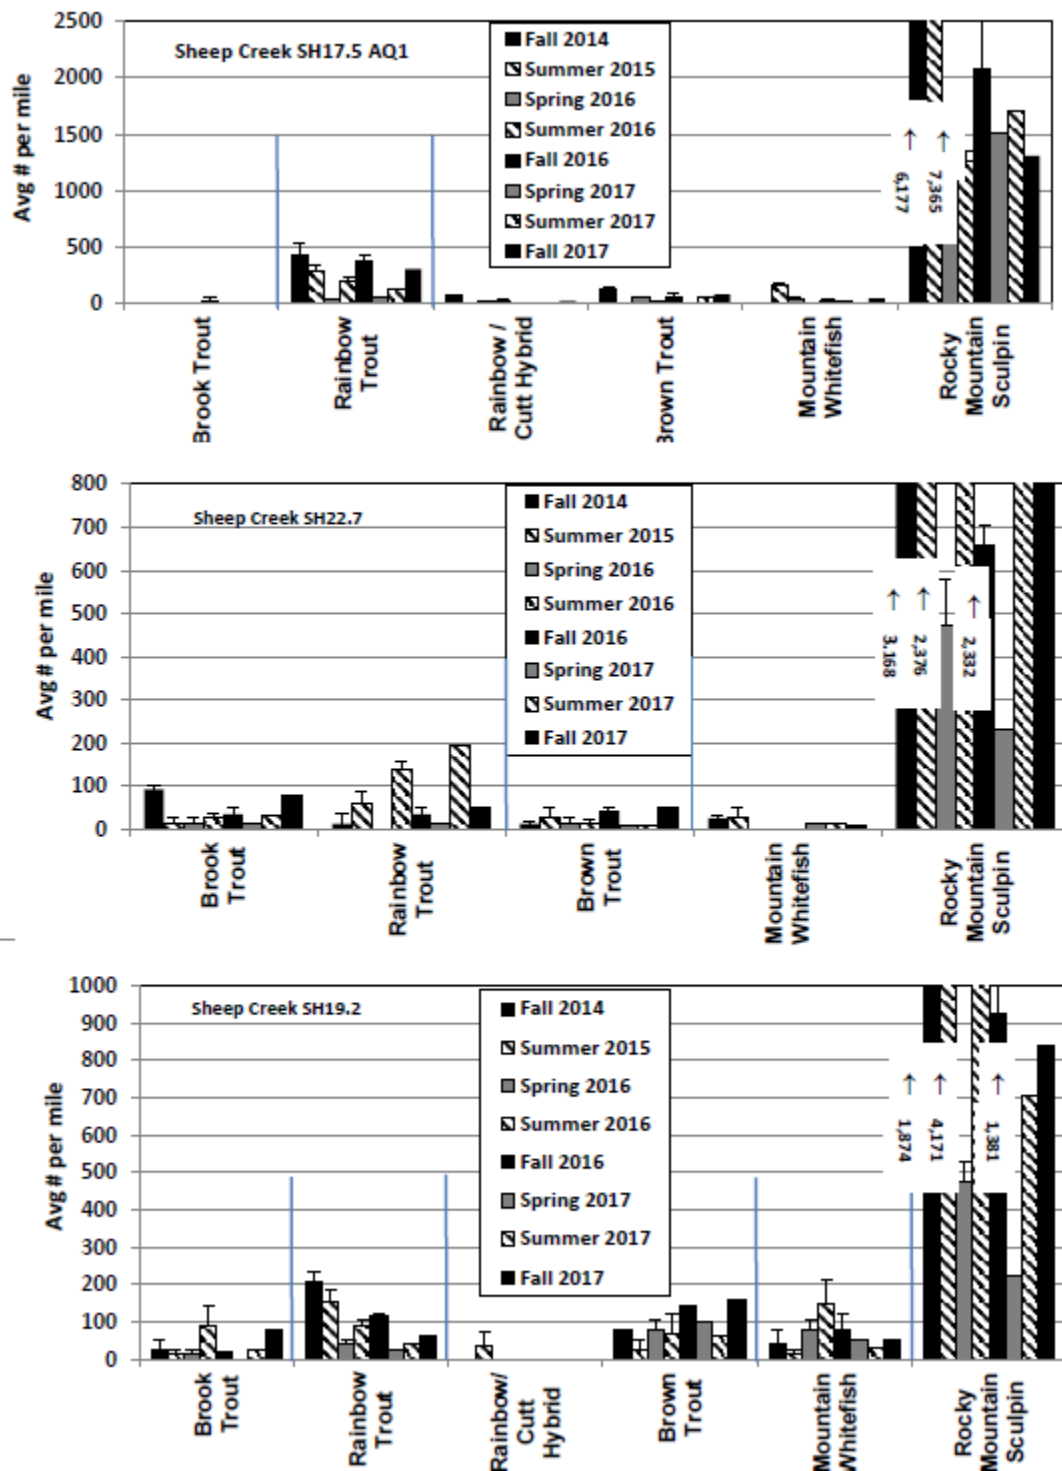 2500
2000
1500
1000
500
0
Avg # per mile
Sheep Creek SH17.5 AQ1
Fall 2014
Summer 2015
Spring 2016
Summer 2016
Fall 2016
Spring 2017
Summer 2017
Fall 2017
6,177
7,365
Brook Trout
Rainbow
Trout
Rainbow /
Cutt Hybrid
Brown Trout
Mountain
Whitefish
Rocky
Mountain
Sculpin
800
700
600
500
400
300
200
100
0
Avg # per mile
Sheep Creek SH22.7
Fall 2014
Summer 2015
Spring 2016
Summer 2016
Fall 2016
Spring 2017
Summer 2017
Fall 2017
3,168
2,376
2,332
Brook
Trout
Rainbow
Trout
Brown
Trout
Mountain
Whitefish
Rocky
Mountain
Sculpin
1000
900
800
700
600
500
400
300
200
100
0
Avg # per mile
Sheep Creek SH19.2
Fall 2014
Summer 2015
Spring 2016
Summer 2016
Fall 2016
Spring 2017
Summer 2017
Fall 2017
1,874
4,171
1,381
Brook
Trout
Rainbow
Trout
Rainbow/
Cutt
Hybrid
Brown
Trout
Mountain
Whitefish
Rocky
Mountain
Sculpin